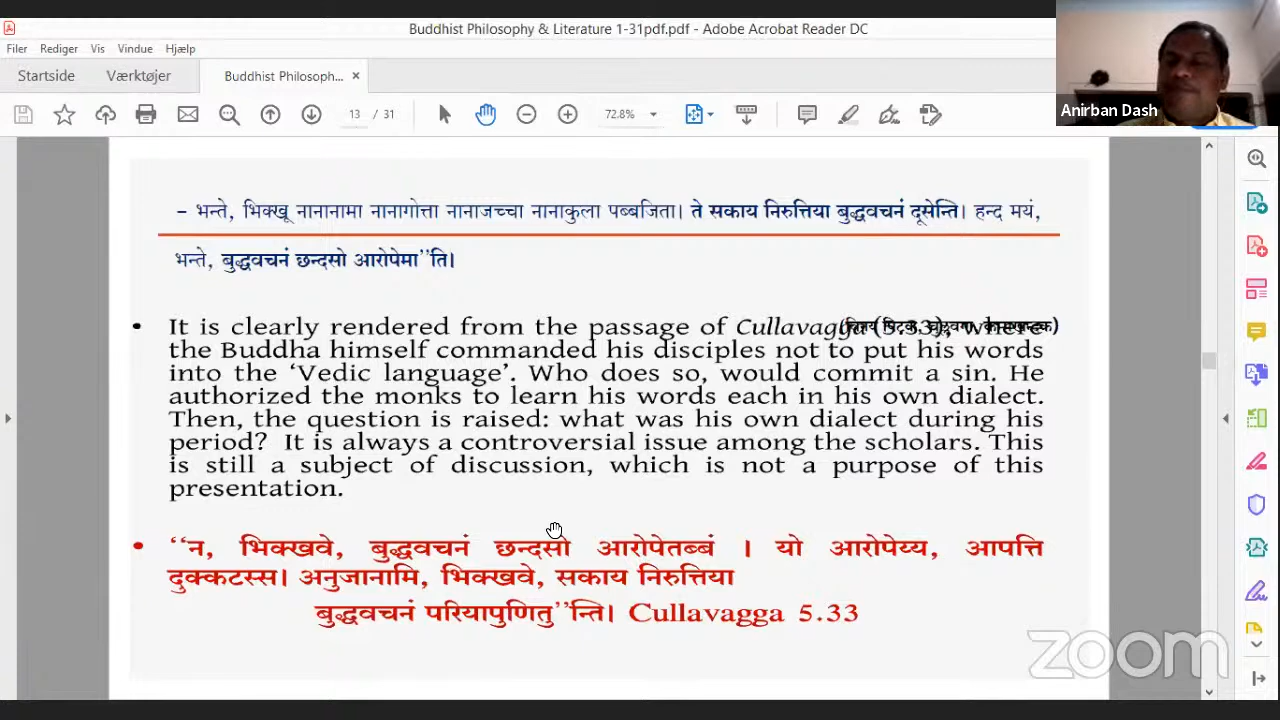 Buddhist Philosophy & Literature 1-31pdf.pdf - Adobe Acrobat Reader DC
Filer Rediger Vis Vindue Hjælp
Startside Værktøjer Buddhist Philosoph... ×
13 / 31 72.8%
Anirban Dash
– भन्ते, भिक्खू नानानामा नानागोत्ता नानाजच्चा नानाकुला पब्बजिता। ते सकाय निरुत्तिया बुद्धवचनं दूसेन्ति। हन्द मयं,
भन्ते, बुद्धवचनं छन्दसो आरोपेमा’’ति।
• It is clearly rendered from the passage of Cullavagga (5.33), where
the Buddha himself commanded his disciples not to put his words
into the ‘Vedic language’. Who does so, would commit a sin. He
authorized the monks to learn his words each in his own dialect.
Then, the question is raised: what was his own dialect during his
period? It is always a controversial issue among the scholars. This
is still a subject of discussion, which is not a purpose of this
presentation.
• ‘‘न, भिक्खवे, बुद्धवचनं छन्दसो आरोपेतब्बं । यो आरोपेय्य, आपत्ति
दुक्कटस्स। अनुजानामि, भिक्खवे, सकाय निरुत्तिया
बुद्धवचनं परियापुणितु’’न्ति। Cullavagga 5.33
zoom